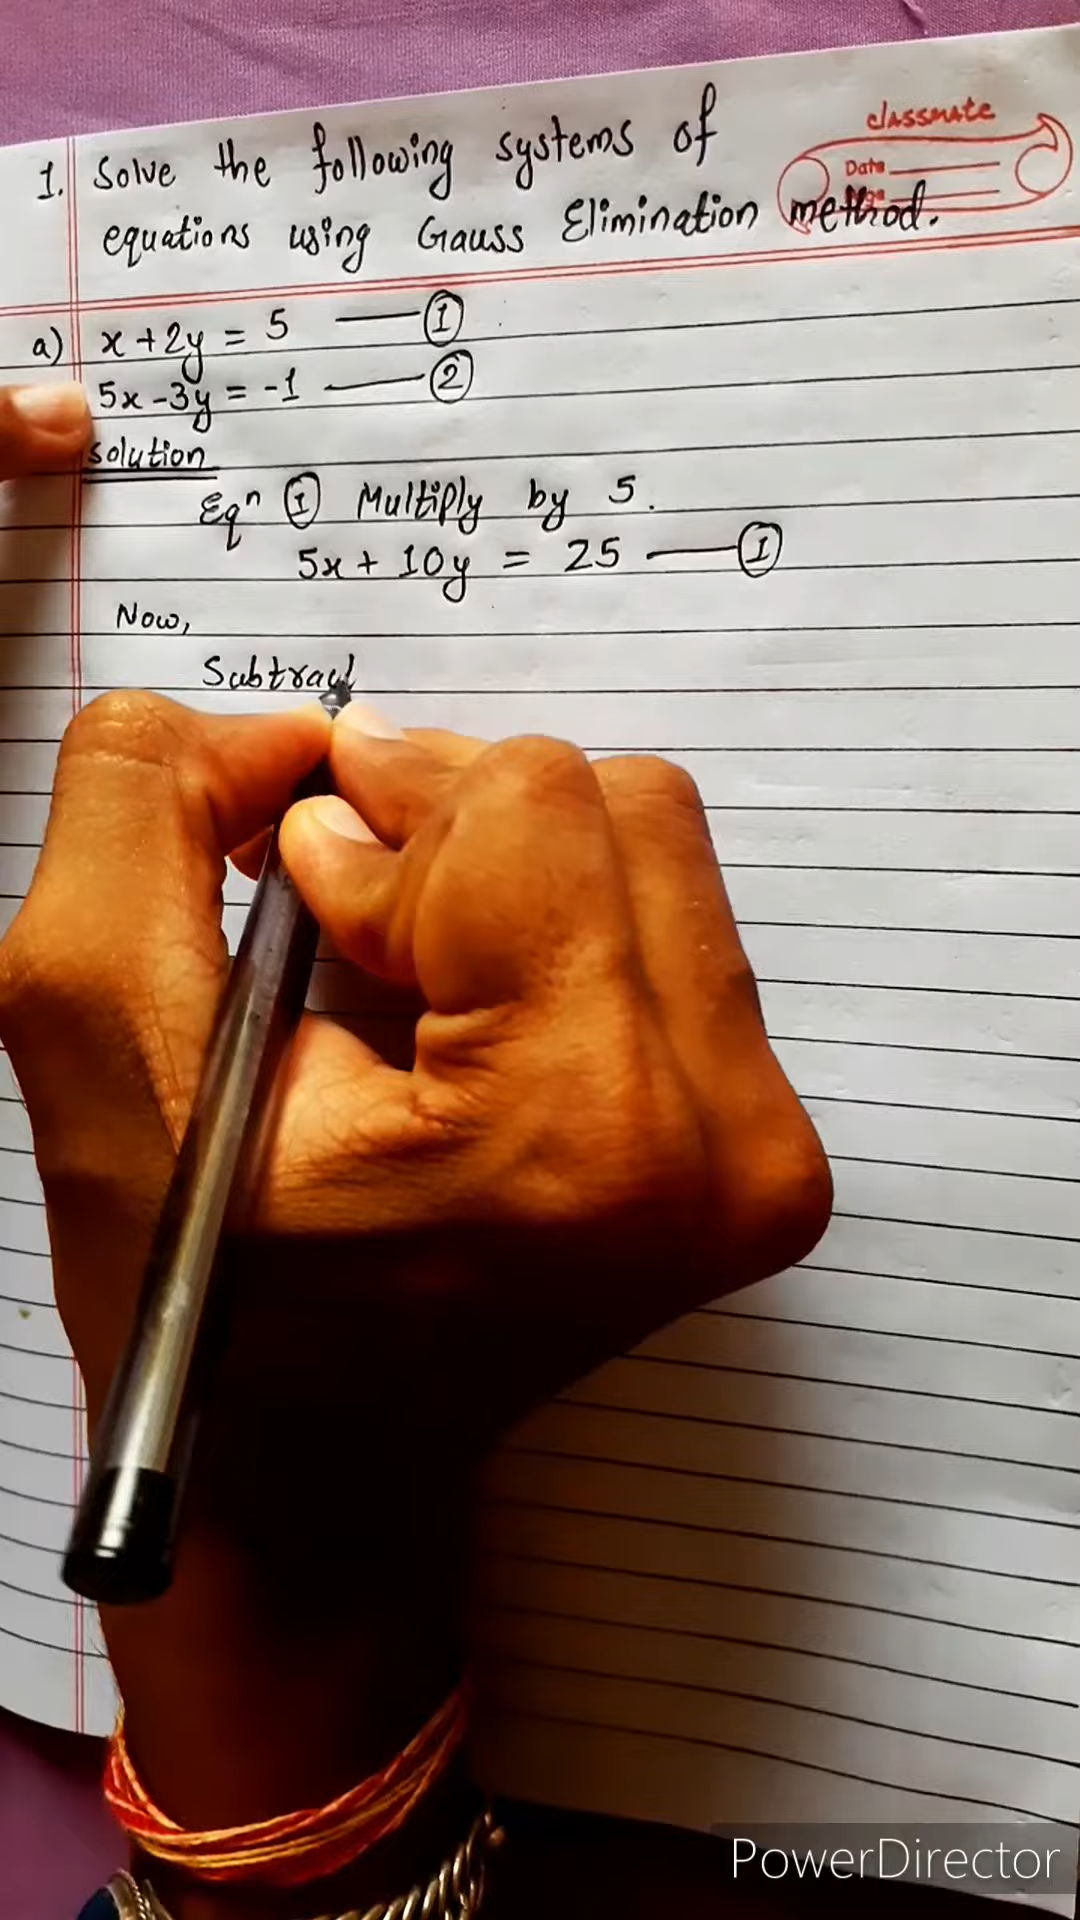 classmate
Date
1. Solve the following systems of
equations using Gauss Elimination method.
a) x + 2y = 5 —— ①
5x - 3y = -1 —— ②
Solution
Eqⁿ ① Multiply by 5.
5x + 10y = 25 —— ①
Now,
Subtract
PowerDirector